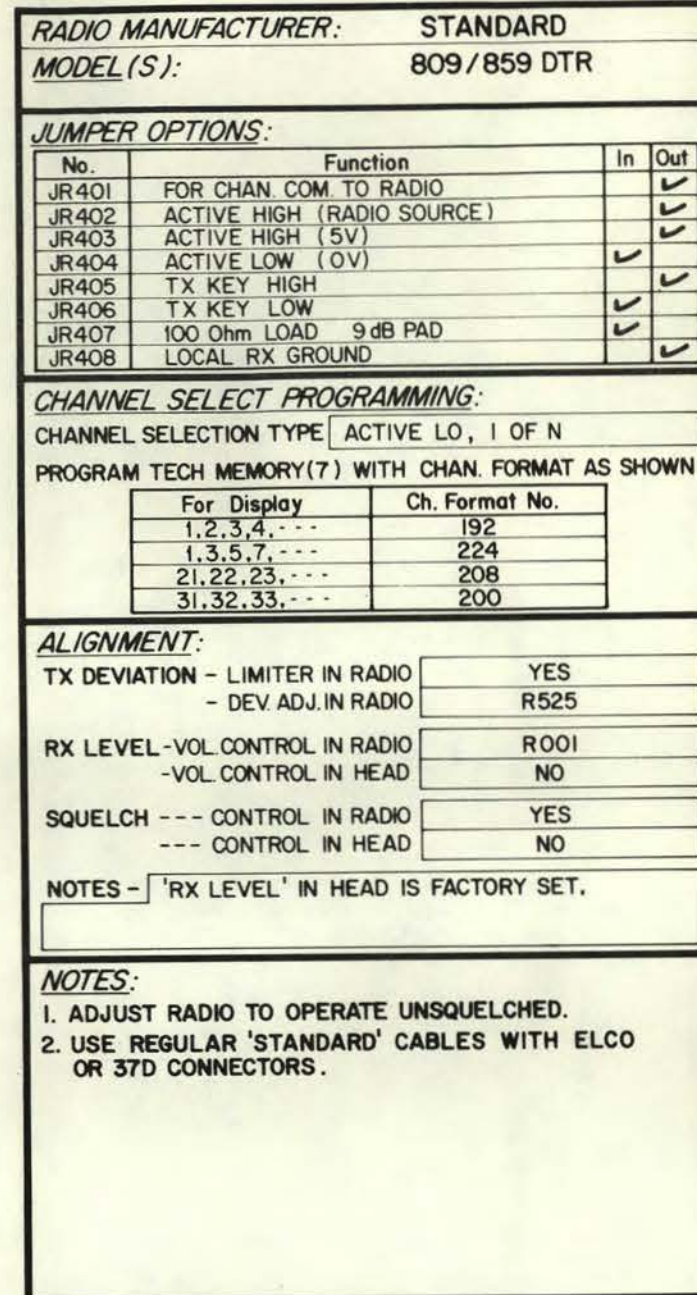 RADIO MANUFACTURER: STANDARD
MODEL(S): 809/859 DTR
JUMPER OPTIONS:
No. Function In Out
JR401 FOR CHAN. COM. TO RADIO ✓
JR402 ACTIVE HIGH (RADIO SOURCE) ✓
JR403 ACTIVE HIGH (5V) ✓
JR404 ACTIVE LOW (0V) ✓
JR405 TX KEY HIGH ✓
JR406 TX KEY LOW ✓
JR407 100 Ohm LOAD 9 dB PAD ✓
JR408 LOCAL RX GROUND ✓
CHANNEL SELECT PROGRAMMING:
CHANNEL SELECTION TYPE ACTIVE LO, 1 OF N
PROGRAM TECH MEMORY(7) WITH CHAN. FORMAT AS SHOWN
For Display Ch. Format No.
1,2,3,4,--- 192
1,3,5,7,--- 224
21,22,23,--- 208
31,32,33,--- 200
ALIGNMENT:
TX DEVIATION - LIMITER IN RADIO YES
- DEV. ADJ. IN RADIO R525
RX LEVEL -VOL. CONTROL IN RADIO R001
-VOL. CONTROL IN HEAD NO
SQUELCH --- CONTROL IN RADIO YES
--- CONTROL IN HEAD NO
NOTES - 'RX LEVEL' IN HEAD IS FACTORY SET.
NOTES:
1. ADJUST RADIO TO OPERATE UNSQUELCHED.
2. USE REGULAR 'STANDARD' CABLES WITH ELCO
OR 37D CONNECTORS.